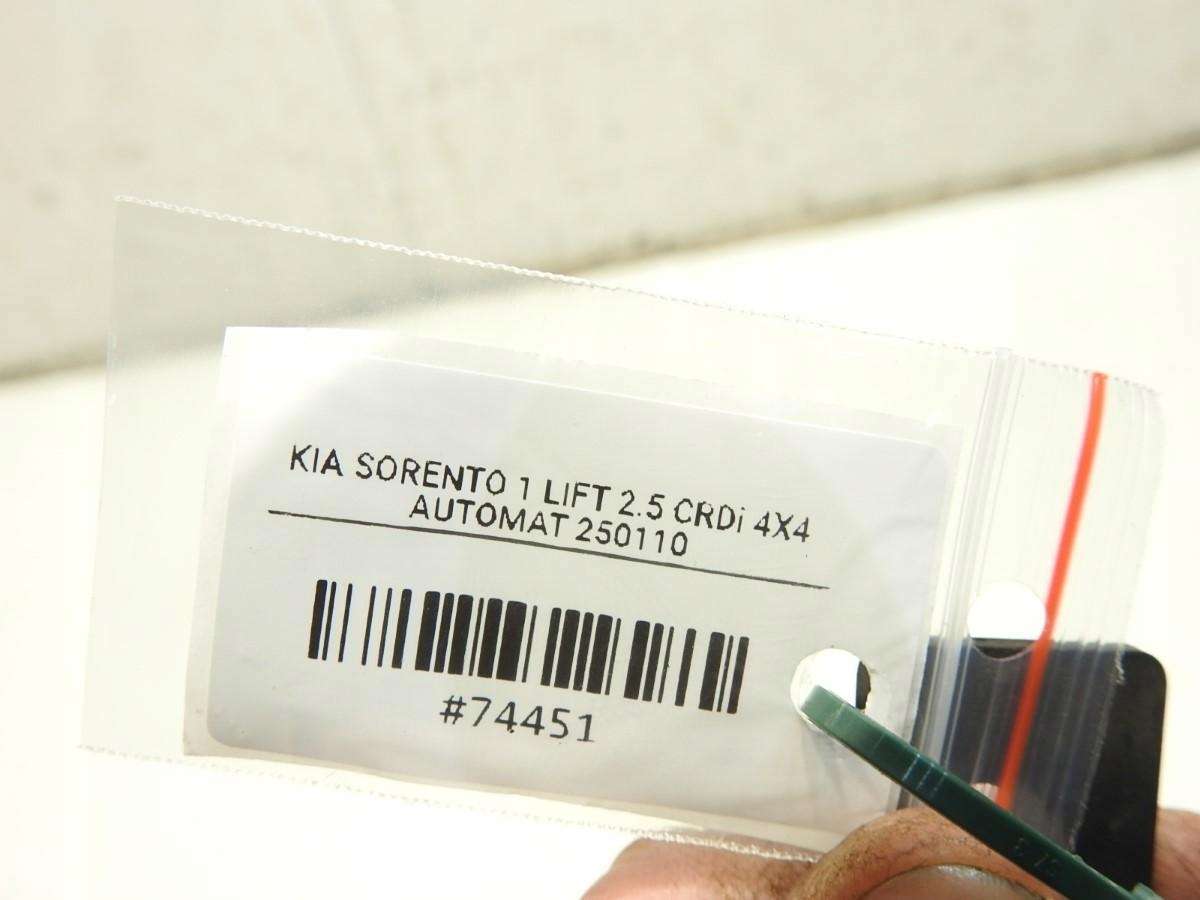 KIA SORENTO 1 LIFT 2.5 CRDi 4X4
AUTOMAT 250110
#74451